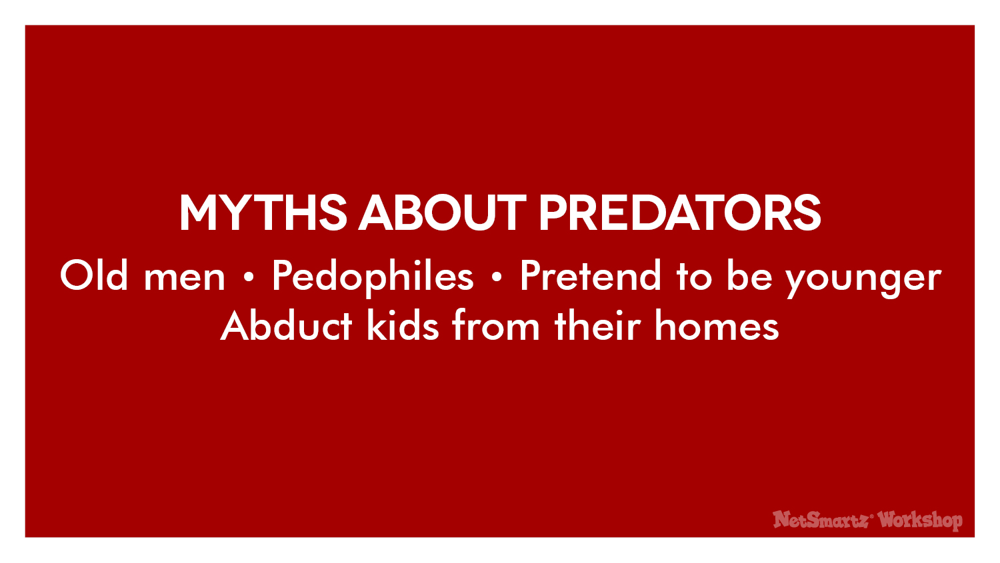 MYTHS ABOUT PREDATORS
Old men • Pedophiles • Pretend to be younger
Abduct kids from their homes
NetSmartz® Workshop